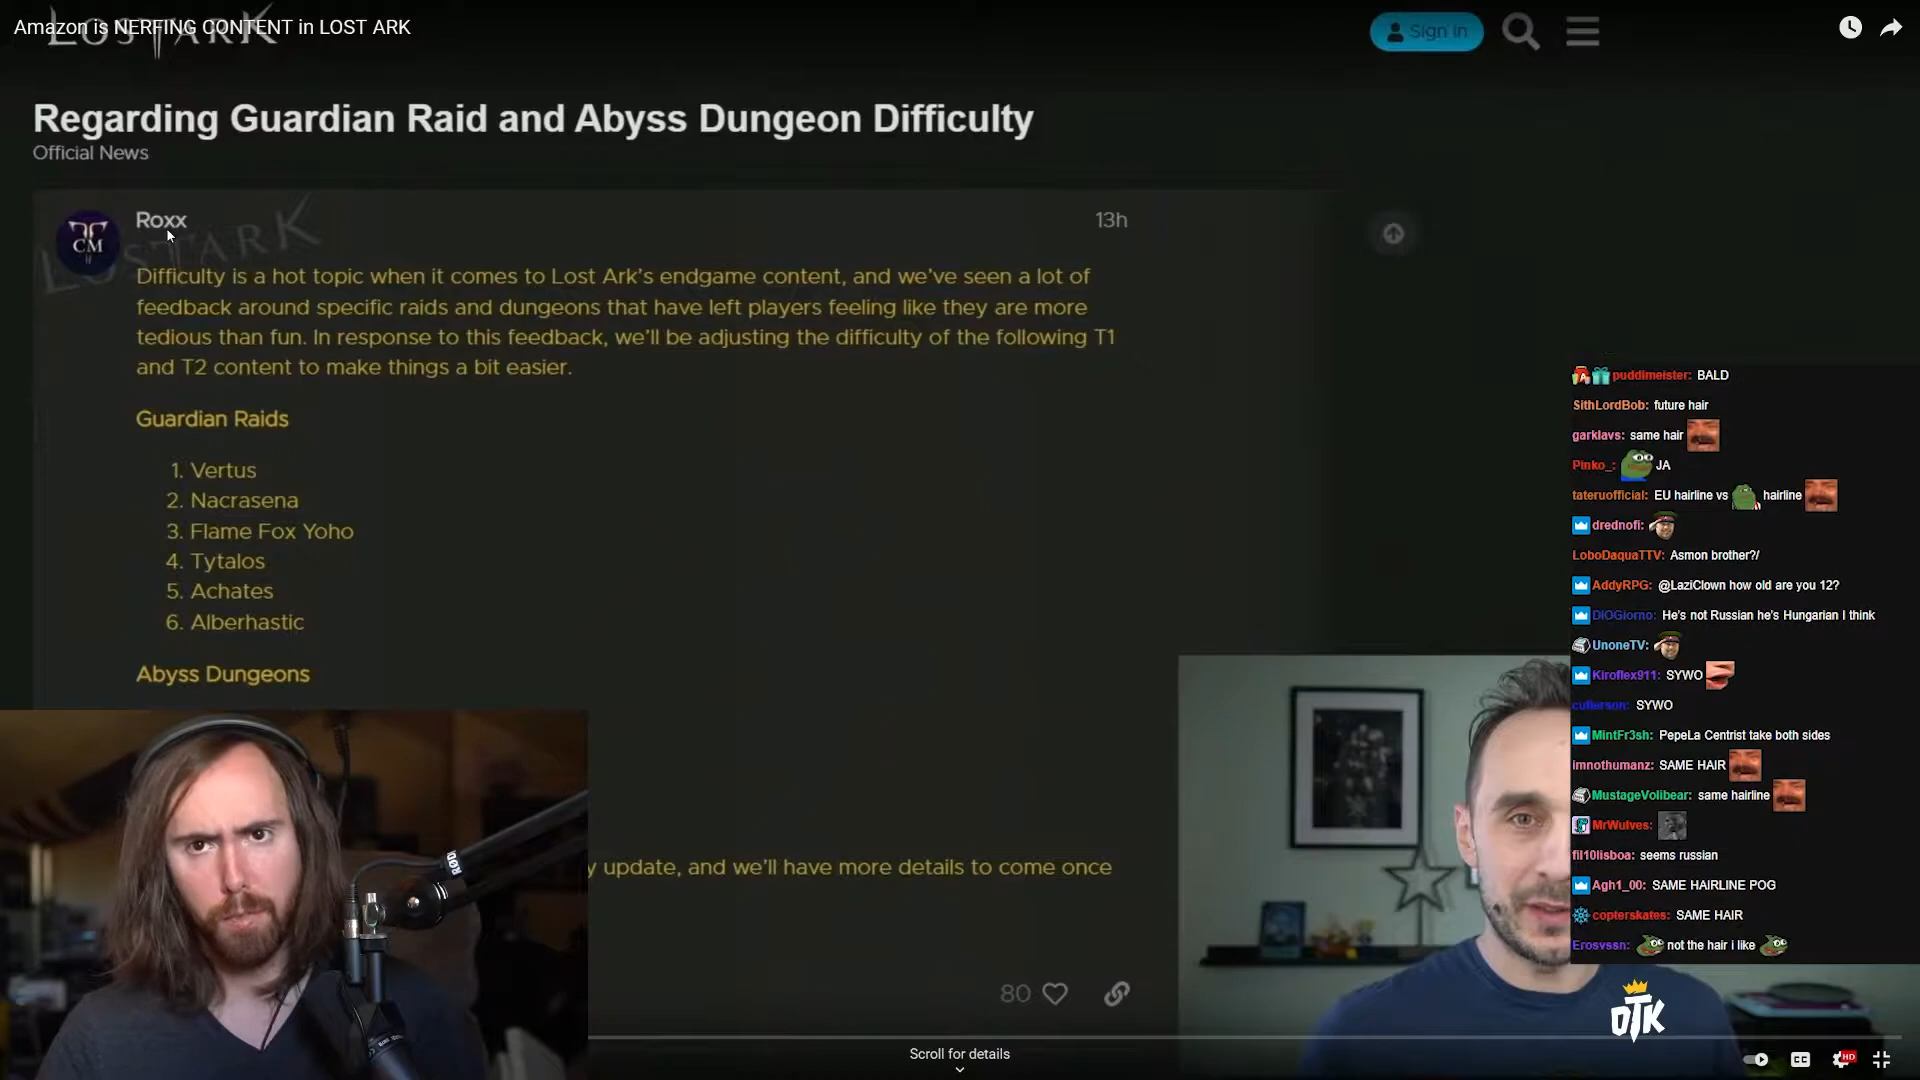 Amazon is NERFING CONTENT in LOST ARK
LOST ARK
Sign In
Regarding Guardian Raid and Abyss Dungeon Difficulty
Official News
LOST ARK
CM
Roxx
13h
Difficulty is a hot topic when it comes to Lost Ark's endgame content, and we've seen a lot of
feedback around specific raids and dungeons that have left players feeling like they are more
tedious than fun. In response to this feedback, we'll be adjusting the difficulty of the following T1
and T2 content to make things a bit easier.
Guardian Raids
1. Vertus
2. Nacrasena
3. Flame Fox Yoho
4. Tytalos
5. Achates
6. Alberhastic
Abyss Dungeons
y update, and we'll have more details to come once
80
RØDE
puddimeister: BALD
SithLordBob: future hair
garklavs: same hair
Pinko_: JA
tateruofficial: EU hairline vs hairline
drednofi:
LoboDaquaTTV: Asmon brother?/
AddyRPG: @LaziClown how old are you 12?
DIOGiorno: He's not Russian he's Hungarian I think
UnoneTV:
Kiroflex911: SYWO
SYWO
MintFr3sh: PepeLa Centrist take both sides
imnothumanz: SAME HAIR
MustageVolibear: same hairline
MrWulves:
fil10lisboa: seems russian
Agh1_00: SAME HAIRLINE POG
copterskates: SAME HAIR
Erosvssn: not the hair i like
OTK
Scroll for details
CC
HD